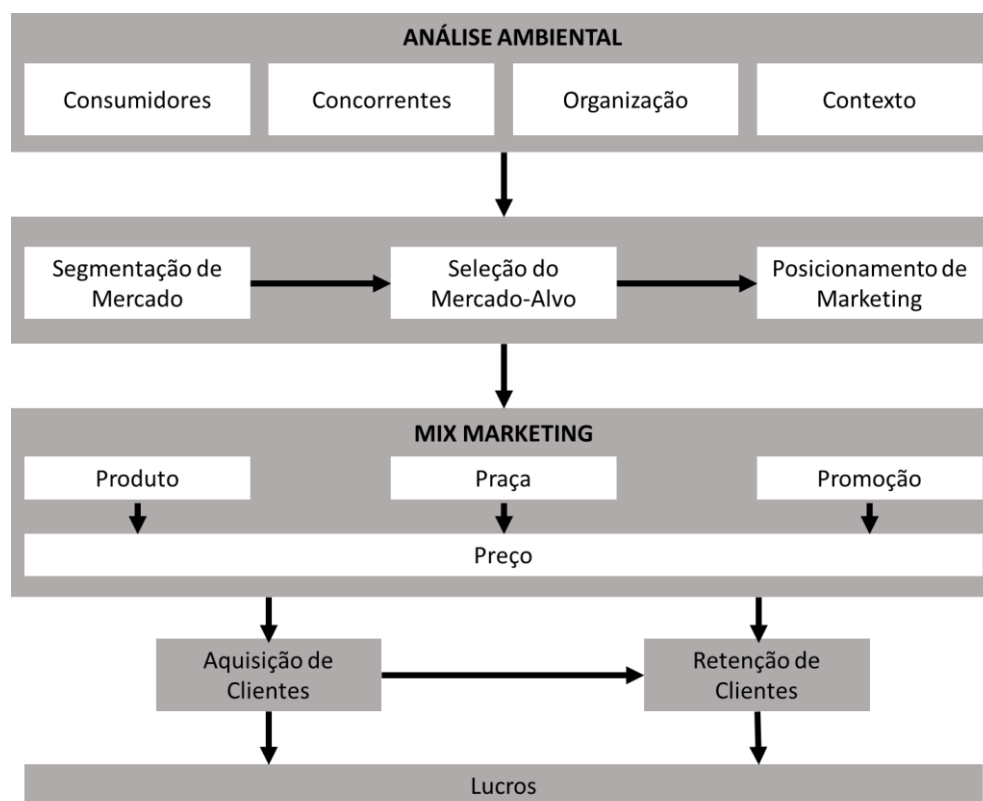 ANÁLISE AMBIENTAL
Consumidores
Concorrentes
Organização
Contexto
Segmentação de
Mercado
Seleção do
Mercado-Alvo
Posicionamento de
Marketing
MIX MARKETING
Produto
Praça
Promoção
Preço
Aquisição de
Clientes
Retenção de
Clientes
Lucros